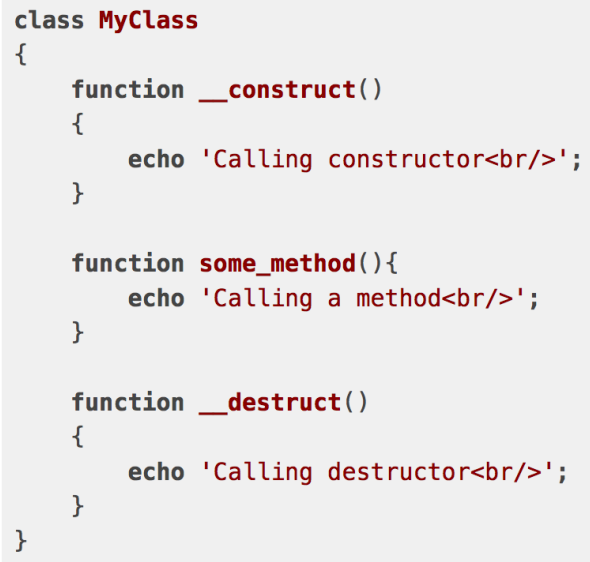 class MyClass
{
    function __construct()
    {
        echo 'Calling constructor<br/>';
    }

    function some_method(){
        echo 'Calling a method<br/>';
    }

    function __destruct()
    {
        echo 'Calling destructor<br/>';
    }
}